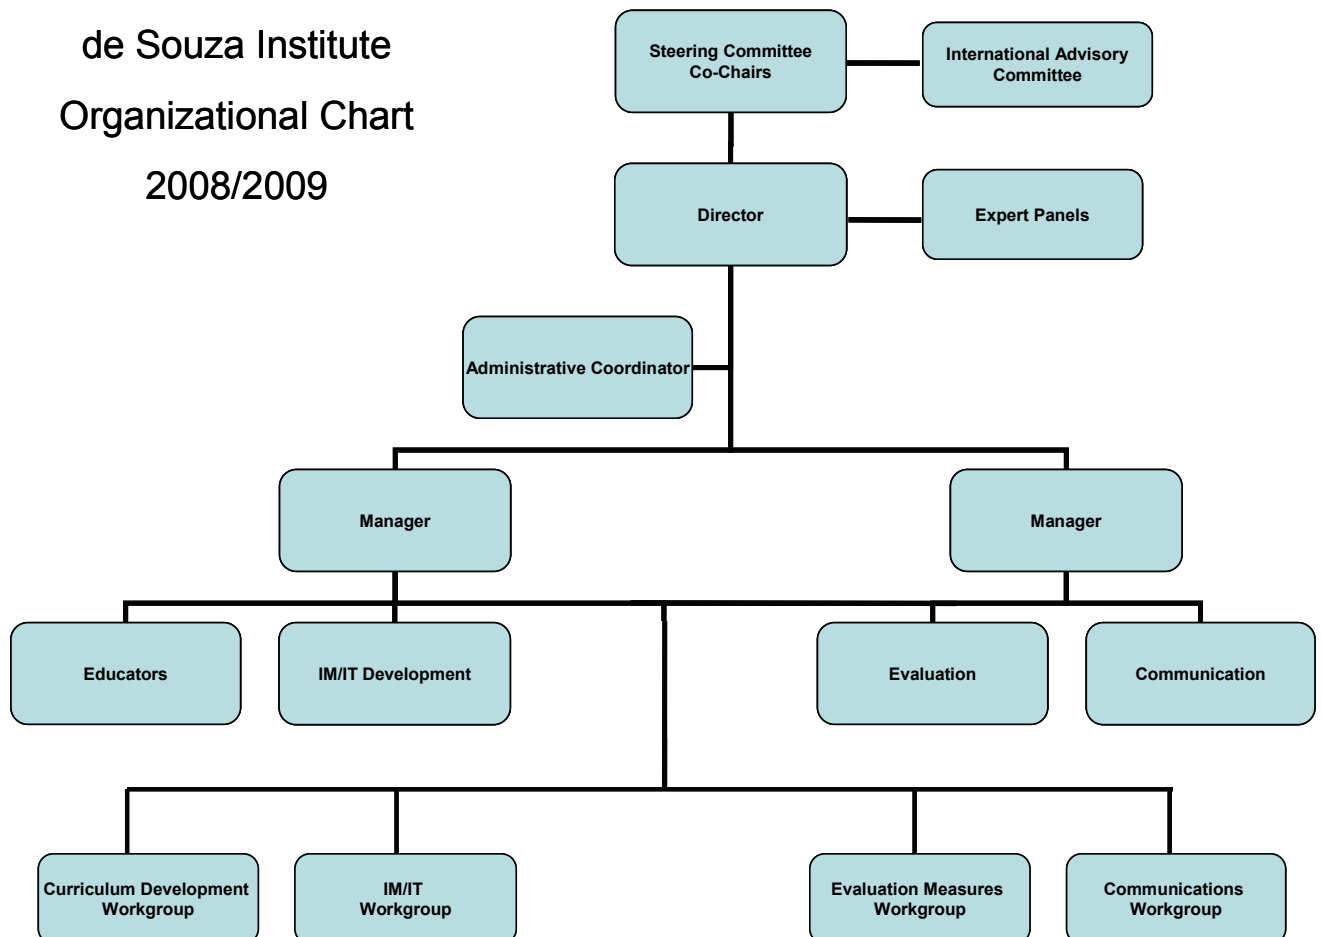 de Souza Institute
Organizational Chart
2008/2009
Steering Committee
Co-Chairs
International Advisory
Committee
Director
Expert Panels
Administrative Coordinator
Manager
Manager
Educators
IM/IT Development
Evaluation
Communication
Curriculum Development
Workgroup
IM/IT
Workgroup
Evaluation Measures
Workgroup
Communications
Workgroup